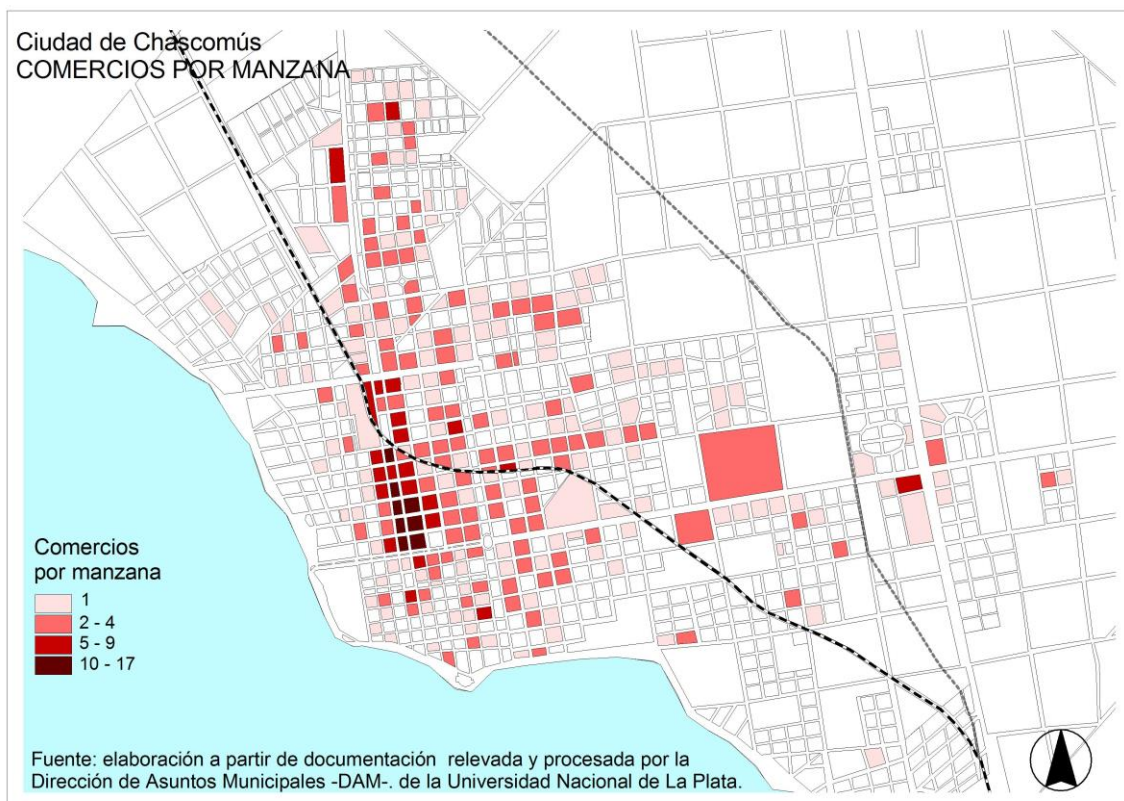 Ciudad de Chascomús
COMERCIOS POR MANZANA
Comercios
por manzana
1
2 - 4
5 - 9
10 - 17
Fuente: elaboración a partir de documentación relevada y procesada por la
Dirección de Asuntos Municipales -DAM-. de la Universidad Nacional de La Plata.